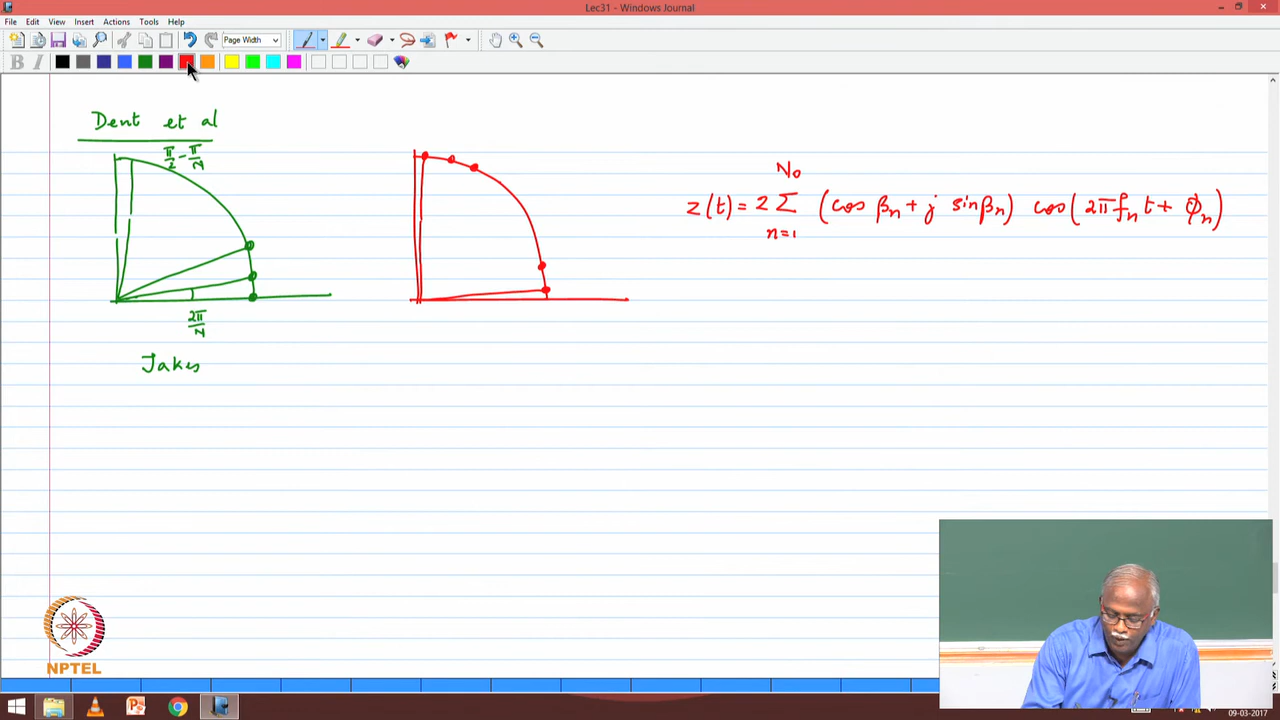 Lec31 - Windows Journal
File Edit View Insert Actions Tools Help
Page Width
Dent et al
π/2 - π/N
2π/N
Jakes
N₀
z(t) = 2 Σ (cos βₙ + j sin βₙ) cos(2π fₙ t + φₙ)
n=1
NPTEL
09-03-2017